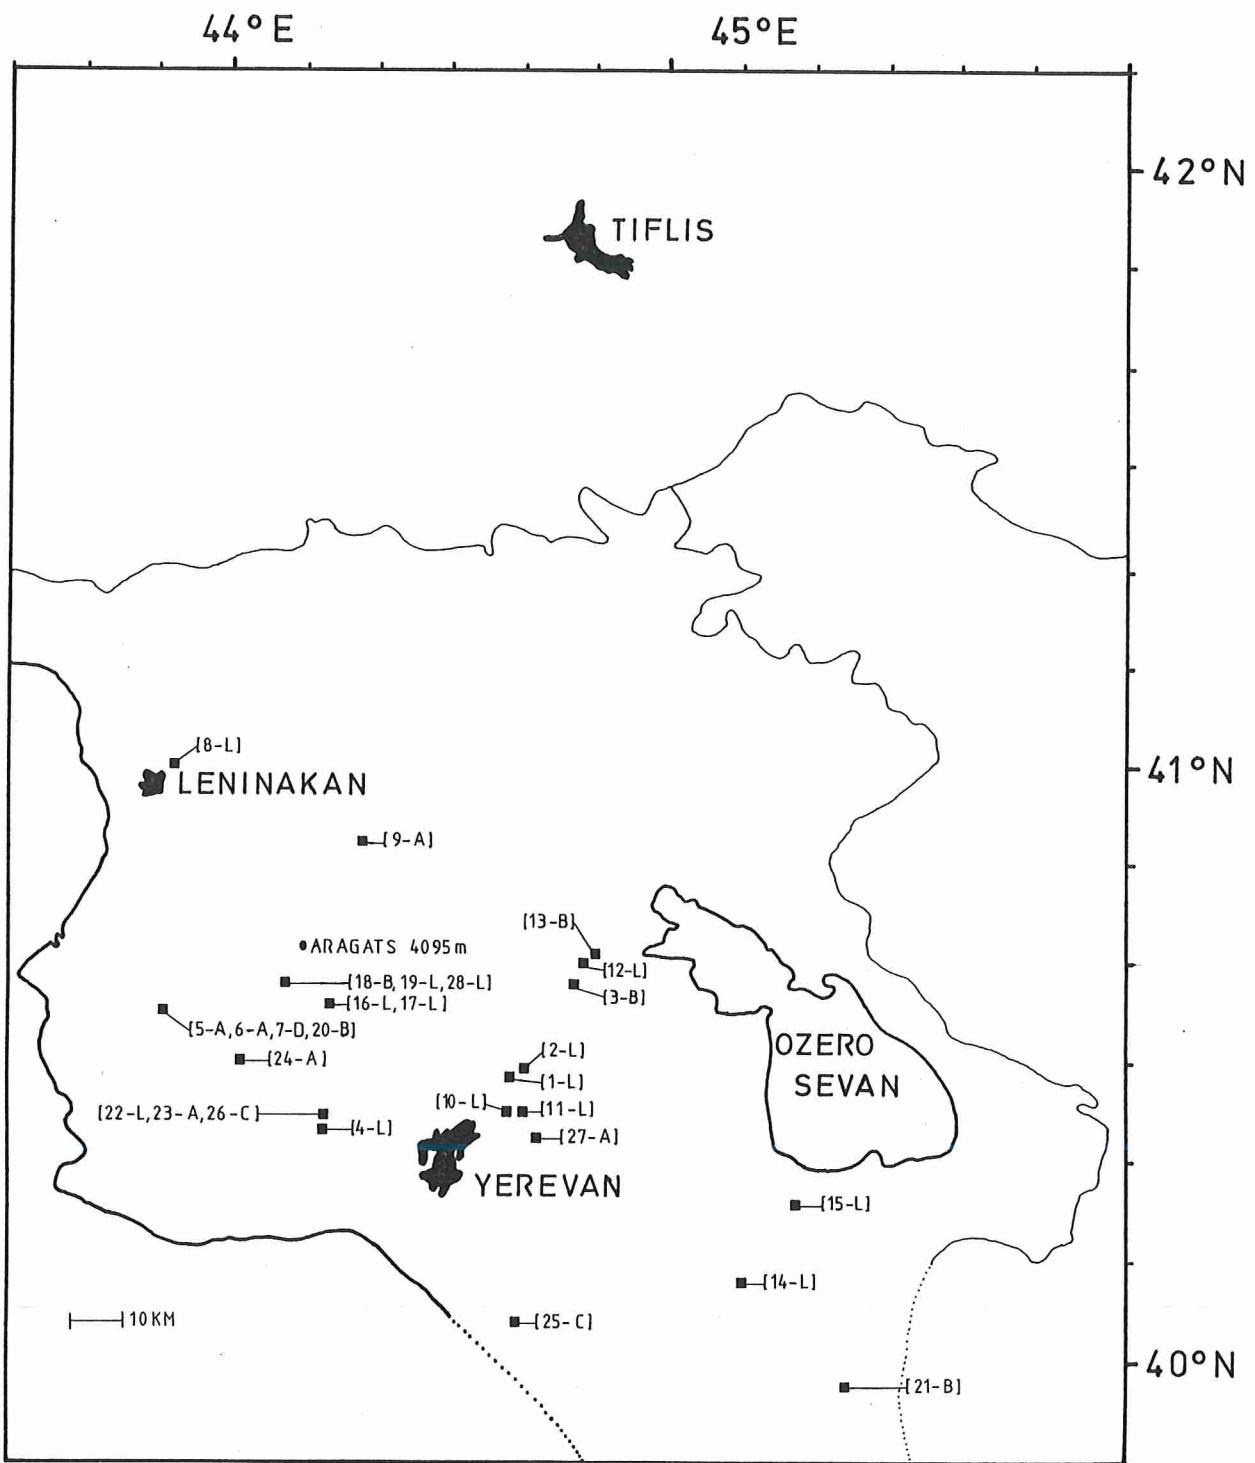 44°E
45°E
42°N
TIFLIS
[8-L]
LENINAKAN
41°N
[9-A]
[13-B]
ARAGATS 4095m
[12-L]
[18-B, 19-L, 28-L]
[3-B]
[16-L, 17-L]
[5-A, 6-A, 7-D, 20-B]
OZERO
SEVAN
[2-L]
[24-A]
[1-L]
[10-L]
[11-L]
[22-L, 23-A, 26-C]
[4-L]
[27-A]
YEREVAN
[15-L]
[14-L]
10 KM
[25-C]
40°N
[21-B]